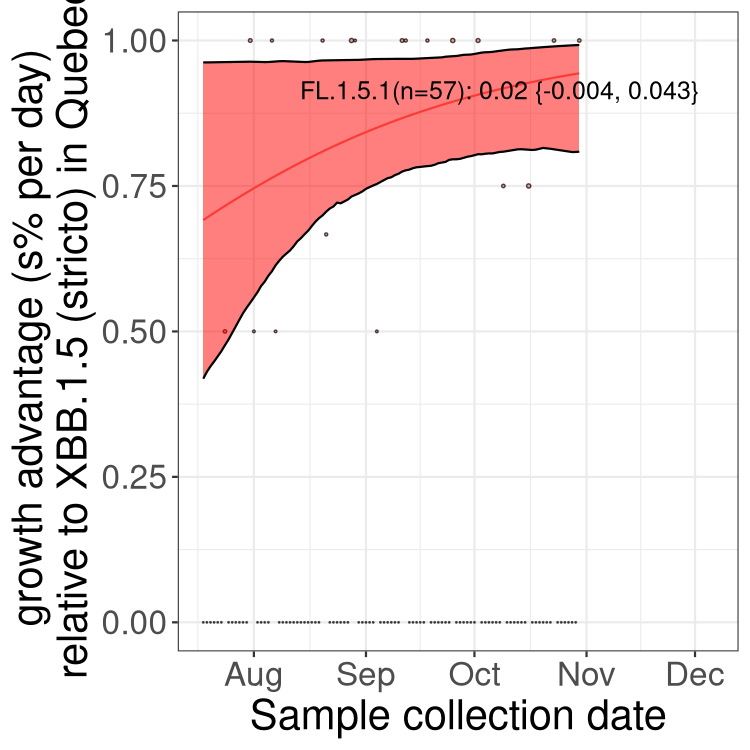 growth advantage (s% per day)
relative to XBB.1.5 (stricto) in Quebec
1.00
0.75
0.50
0.25
0.00
FL.1.5.1(n=57): 0.02 {-0.004, 0.043}
Aug Sep Oct Nov Dec
Sample collection date